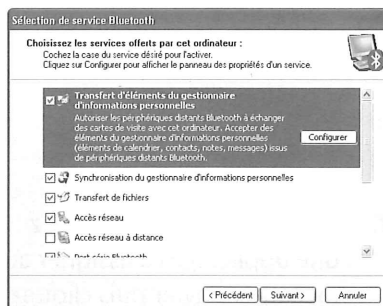 Sélection de service Bluetooth
Choisissez les services offerts par cet ordinateur :
Cochez la case du service désiré pour l'activer.
Cliquez sur Configurer pour afficher le panneau des propriétés d'un service.
Transfert d'éléments du gestionnaire
d'informations personnelles
Autoriser les périphériques distants Bluetooth à échanger
des cartes de visite avec cet ordinateur. Accepter des
éléments du gestionnaire d'informations personnelles
(éléments de calendrier, contacts, notes, messages) issus
de périphériques distants Bluetooth.
Configurer
Synchronisation du gestionnaire d'informations personnelles
Transfert de fichiers
Accès réseau
Accès réseau à distance
Port série Bluetooth
< Précédent
Suivant >
Annuler